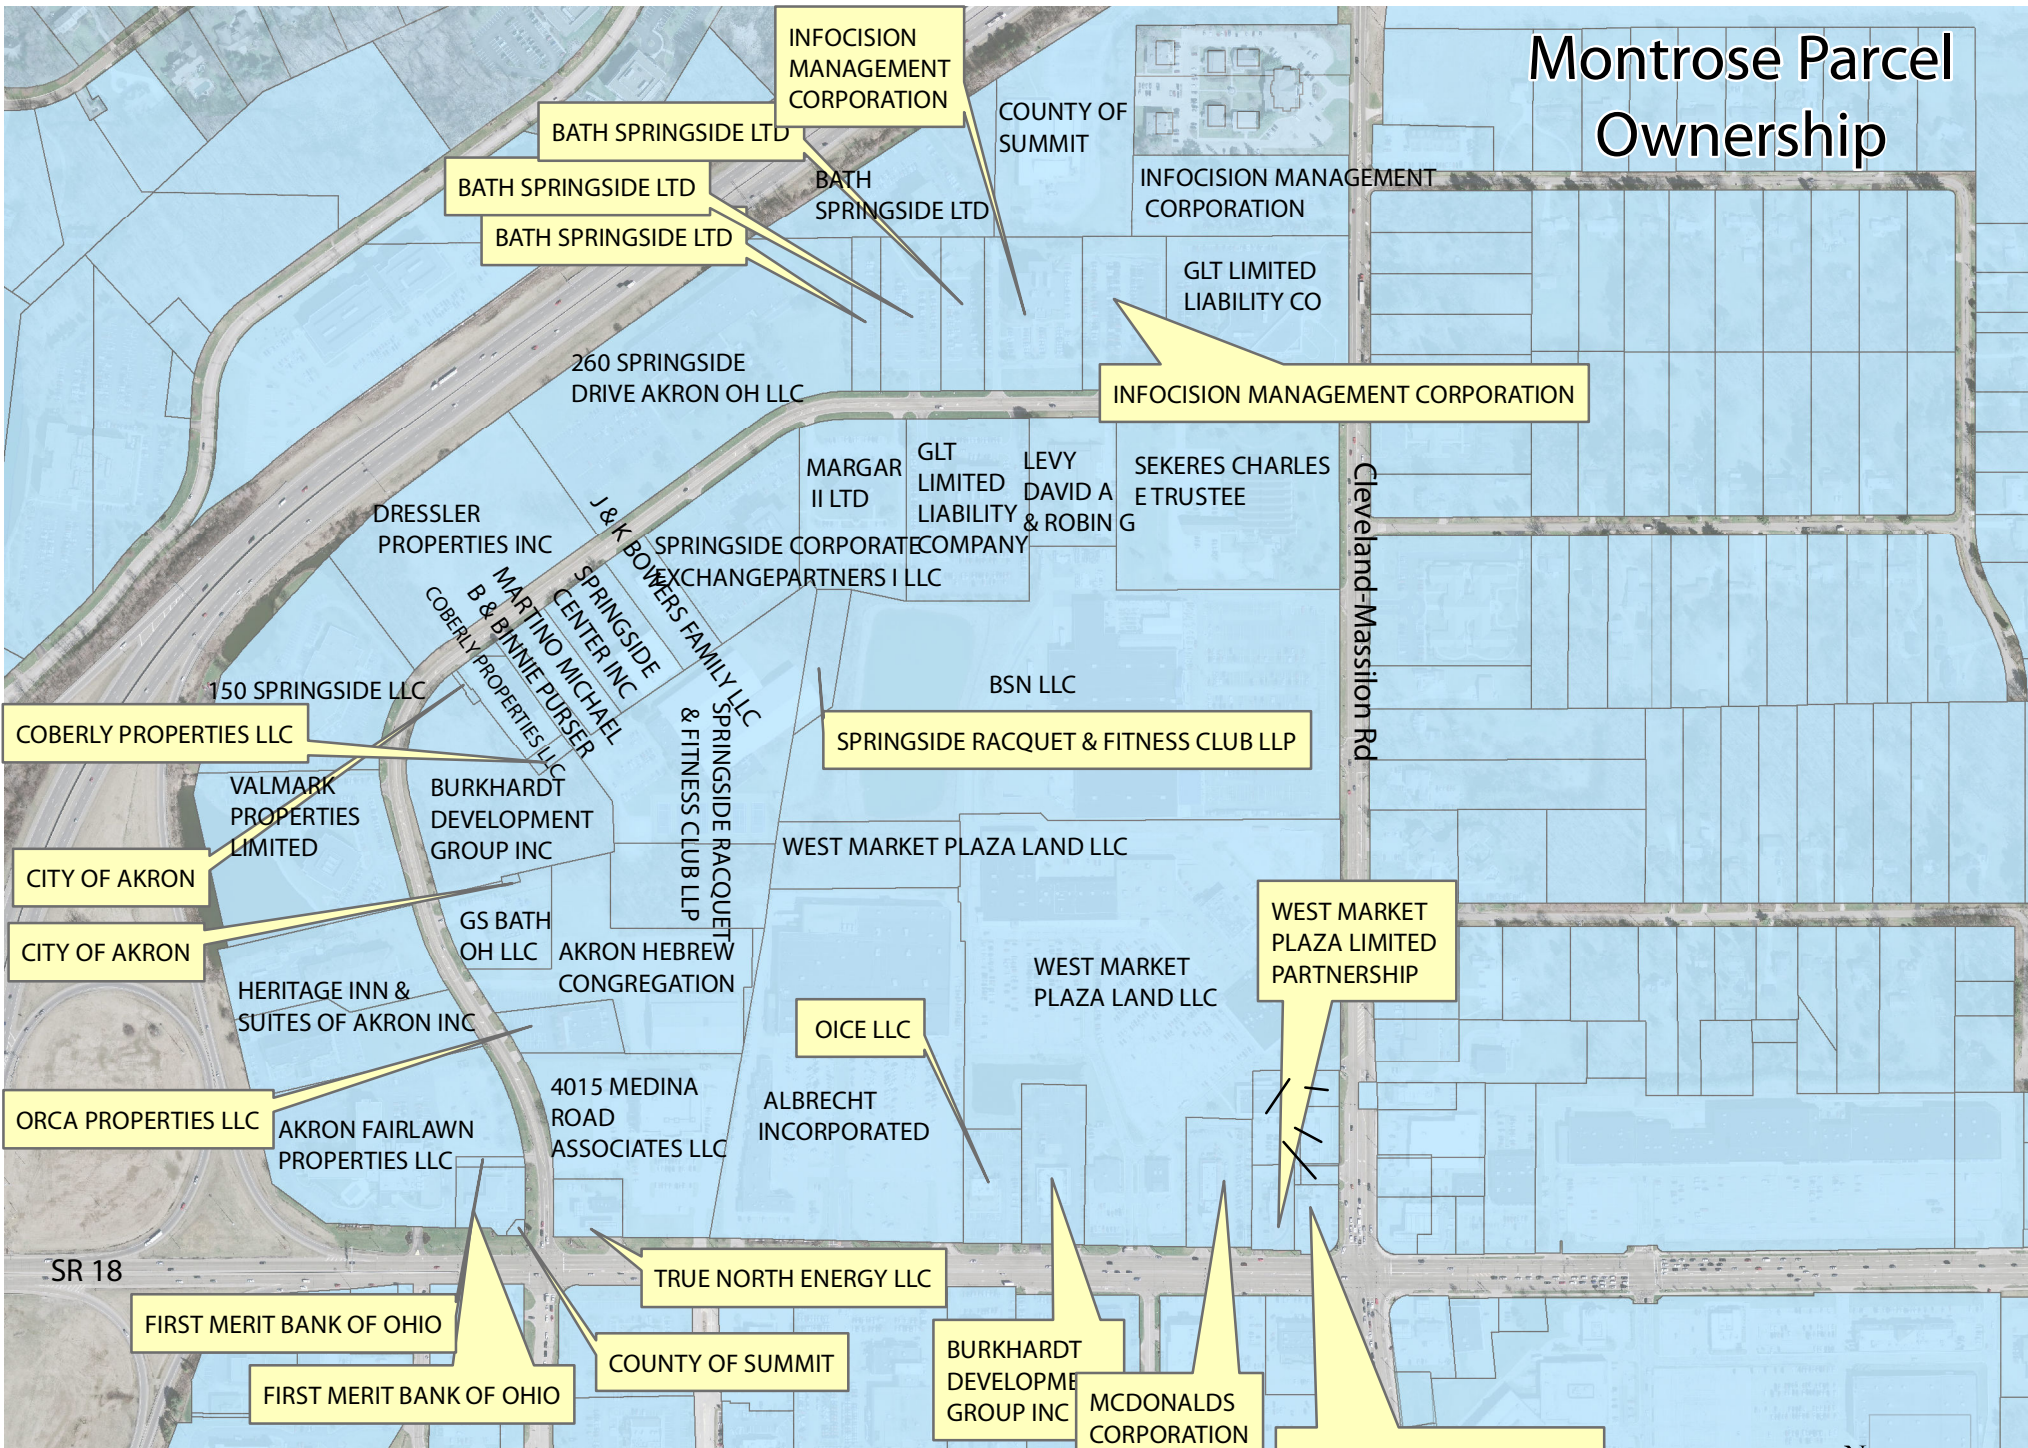 Montrose Parcel
Ownership
INFOCISION
MANAGEMENT
CORPORATION
BATH SPRINGSIDE LTD
BATH SPRINGSIDE LTD
BATH SPRINGSIDE LTD
BATH
SPRINGSIDE LTD
COUNTY OF
SUMMIT
INFOCISION MANAGEMENT
CORPORATION
GLT LIMITED
LIABILITY CO
260 SPRINGSIDE
DRIVE AKRON OH LLC
INFOCISION MANAGEMENT CORPORATION
MARGAR
II LTD
GLT
LIMITED
LIABILITY
COMPANY
LEVY
DAVID A
& ROBIN G
SEKERES CHARLES
E TRUSTEE
Cleveland-Massilon Rd
DRESSLER
PROPERTIES INC
J & K BOWERS FAMILY LLC
SPRINGSIDE CORPORATE
EXCHANGEPARTNERS I LLC
SPRINGSIDE
CENTER INC
MARTINO MICHAEL
B & BINNIE PURSER
COBERLY PROPERTIES LLC
150 SPRINGSIDE LLC
COBERLY PROPERTIES LLC
BSN LLC
SPRINGSIDE RACQUET & FITNESS CLUB LLP
SPRINGSIDE RACQUET
& FITNESS CLUB LLP
VALMARK
PROPERTIES
LIMITED
BURKHARDT
DEVELOPMENT
GROUP INC
WEST MARKET PLAZA LAND LLC
CITY OF AKRON
CITY OF AKRON
GS BATH
OH LLC
AKRON HEBREW
CONGREGATION
WEST MARKET
PLAZA LIMITED
PARTNERSHIP
WEST MARKET
PLAZA LAND LLC
HERITAGE INN &
SUITES OF AKRON INC
OICE LLC
ORCA PROPERTIES LLC
AKRON FAIRLAWN
PROPERTIES LLC
4015 MEDINA
ROAD
ASSOCIATES LLC
ALBRECHT
INCORPORATED
SR 18
TRUE NORTH ENERGY LLC
FIRST MERIT BANK OF OHIO
COUNTY OF SUMMIT
FIRST MERIT BANK OF OHIO
BURKHARDT
DEVELOPME
GROUP INC
MCDONALDS
CORPORATION